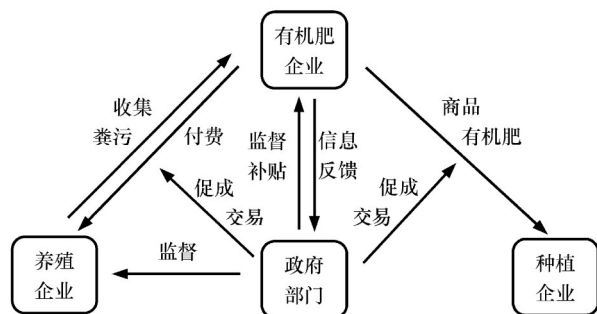 有机肥
企业
收集
粪污
付费
监督
补贴
信息
反馈
商品
有机肥
促成
交易
促成
交易
养殖
企业
监督
政府
部门
种植
企业